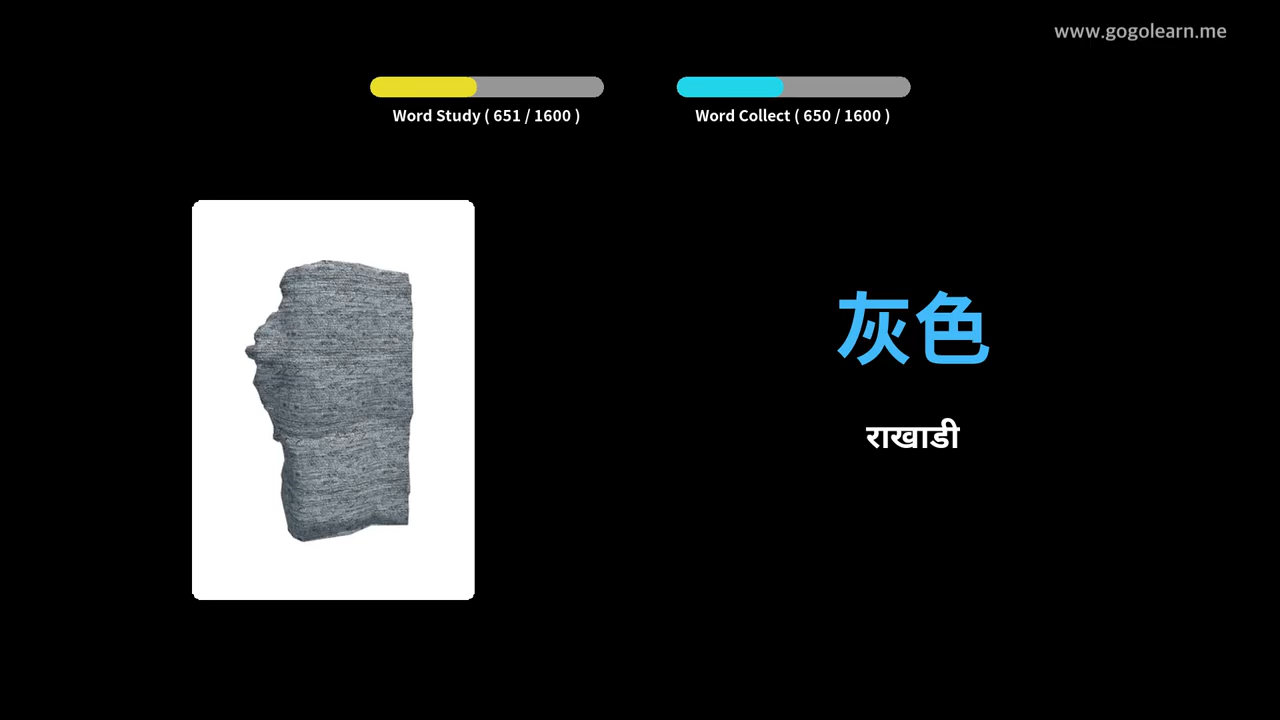 www.gogolearn.me
Word Study ( 651 / 1600 )
Word Collect ( 650 / 1600 )
灰色
राखाडी